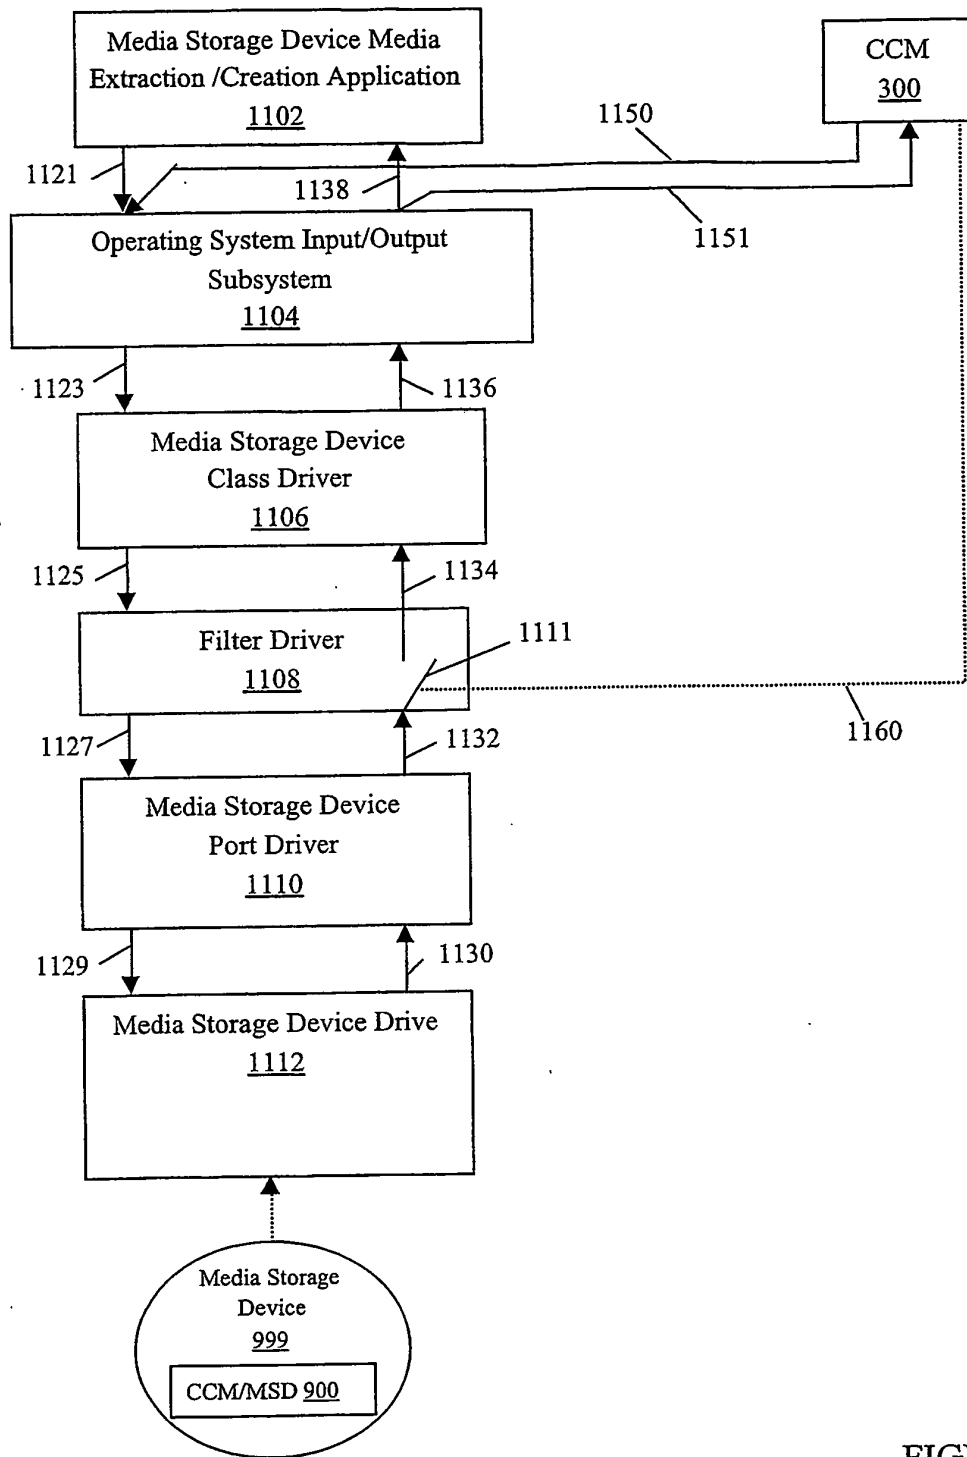 Media Storage Device Media
Extraction /Creation Application
1102
CCM
300
1150
1121
1138
1151
Operating System Input/Output
Subsystem
1104
1123
1136
Media Storage Device
Class Driver
1106
1125
1134
Filter Driver
1108
1111
1160
1127
1132
Media Storage Device
Port Driver
1110
1129
1130
Media Storage Device Drive
1112
Media Storage
Device
999
CCM/MSD 900